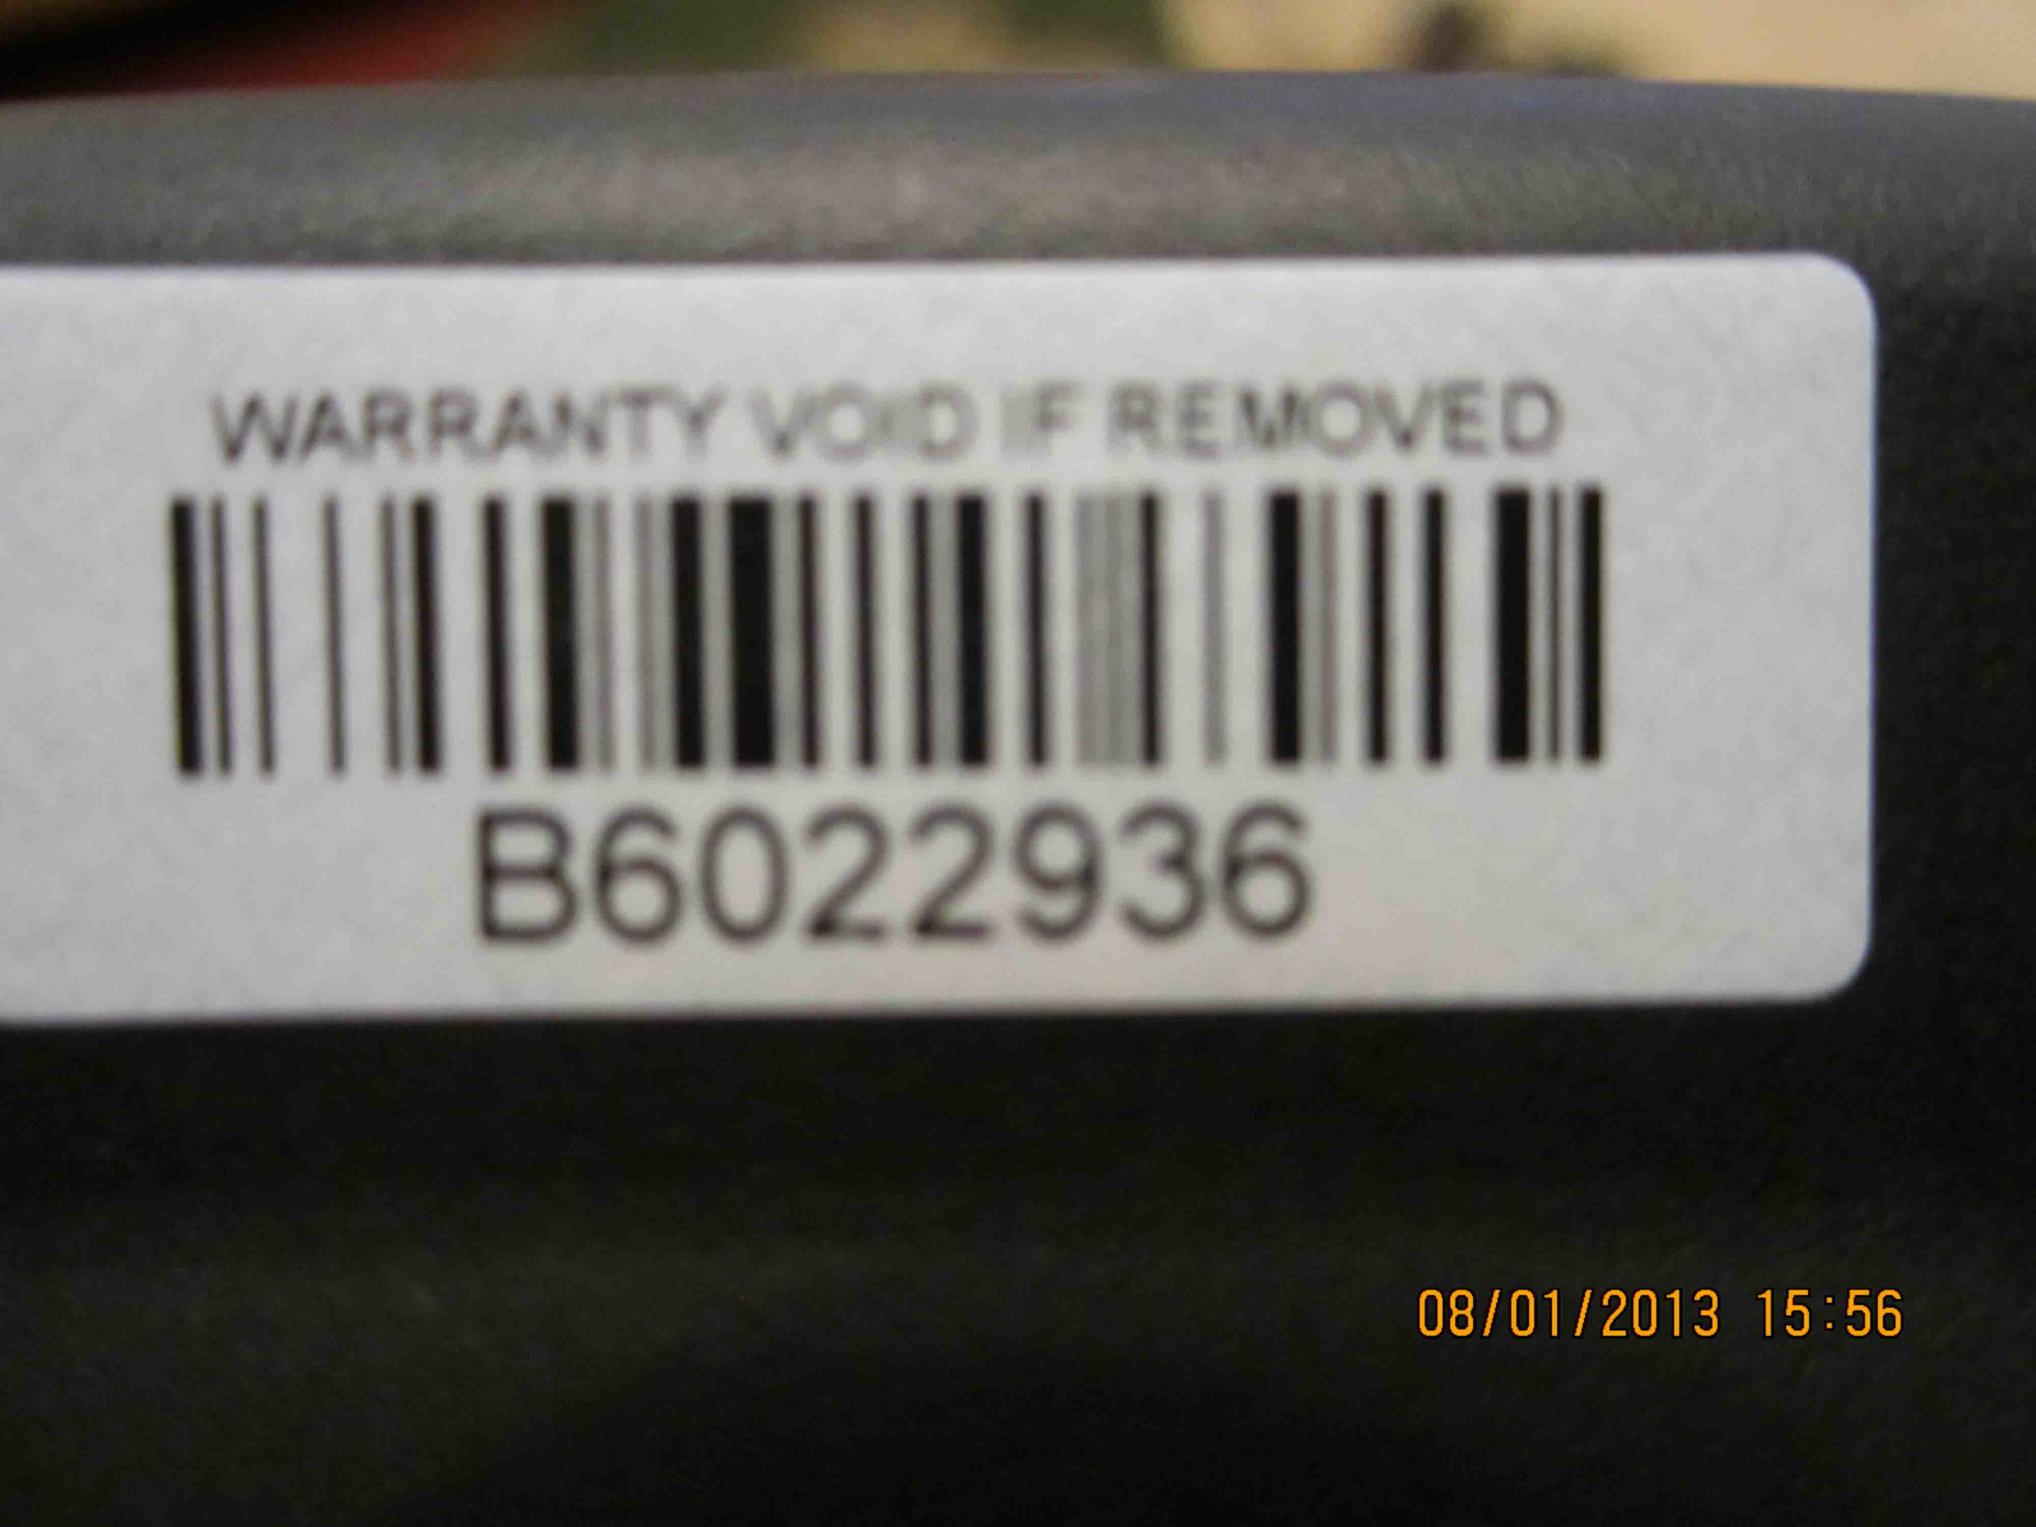 WARRANTY VOID IF REMOVED
B6022936
08/01/2013 15:56